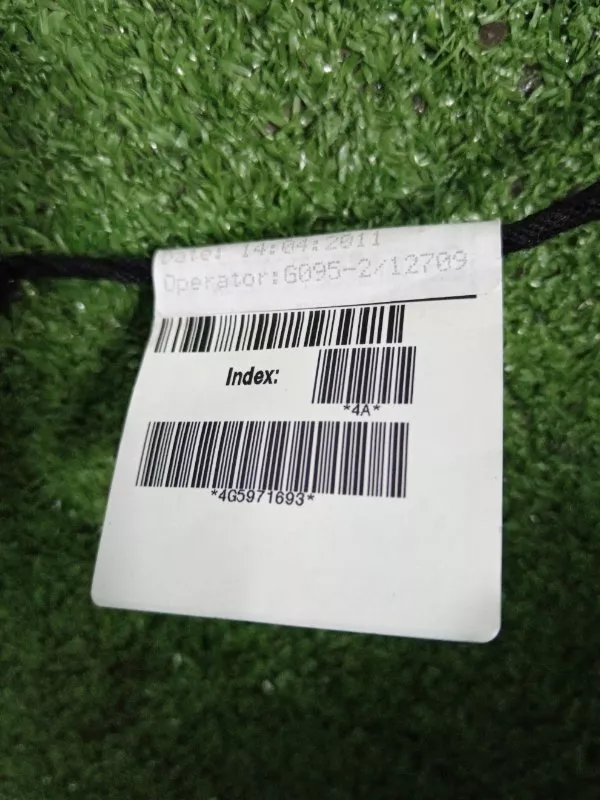 Date: 14:04:2011
Operator:G095-2/12709
Index:
*4A*
*4G5971693*